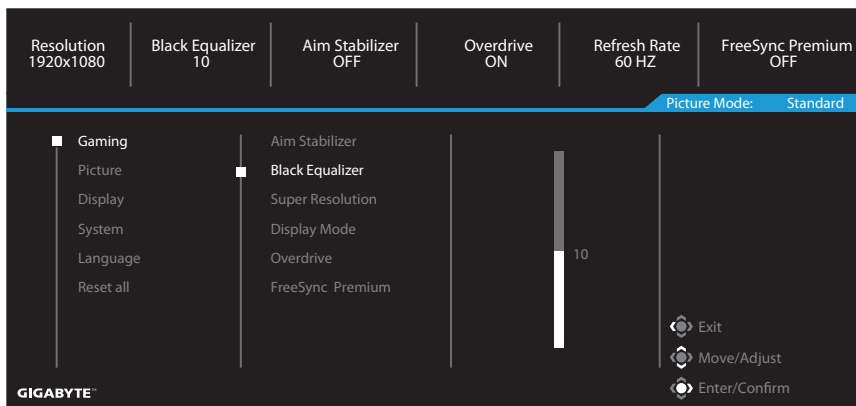 Resolution
1920x1080
Black Equalizer
10
Aim Stabilizer
OFF
Overdrive
ON
Refresh Rate
60 HZ
FreeSync Premium
OFF
Picture Mode: Standard
Gaming
Picture
Display
System
Language
Reset all
Aim Stabilizer
Black Equalizer
Super Resolution
Display Mode
Overdrive
FreeSync Premium
10
Exit
Move/Adjust
Enter/Confirm
GIGABYTE™